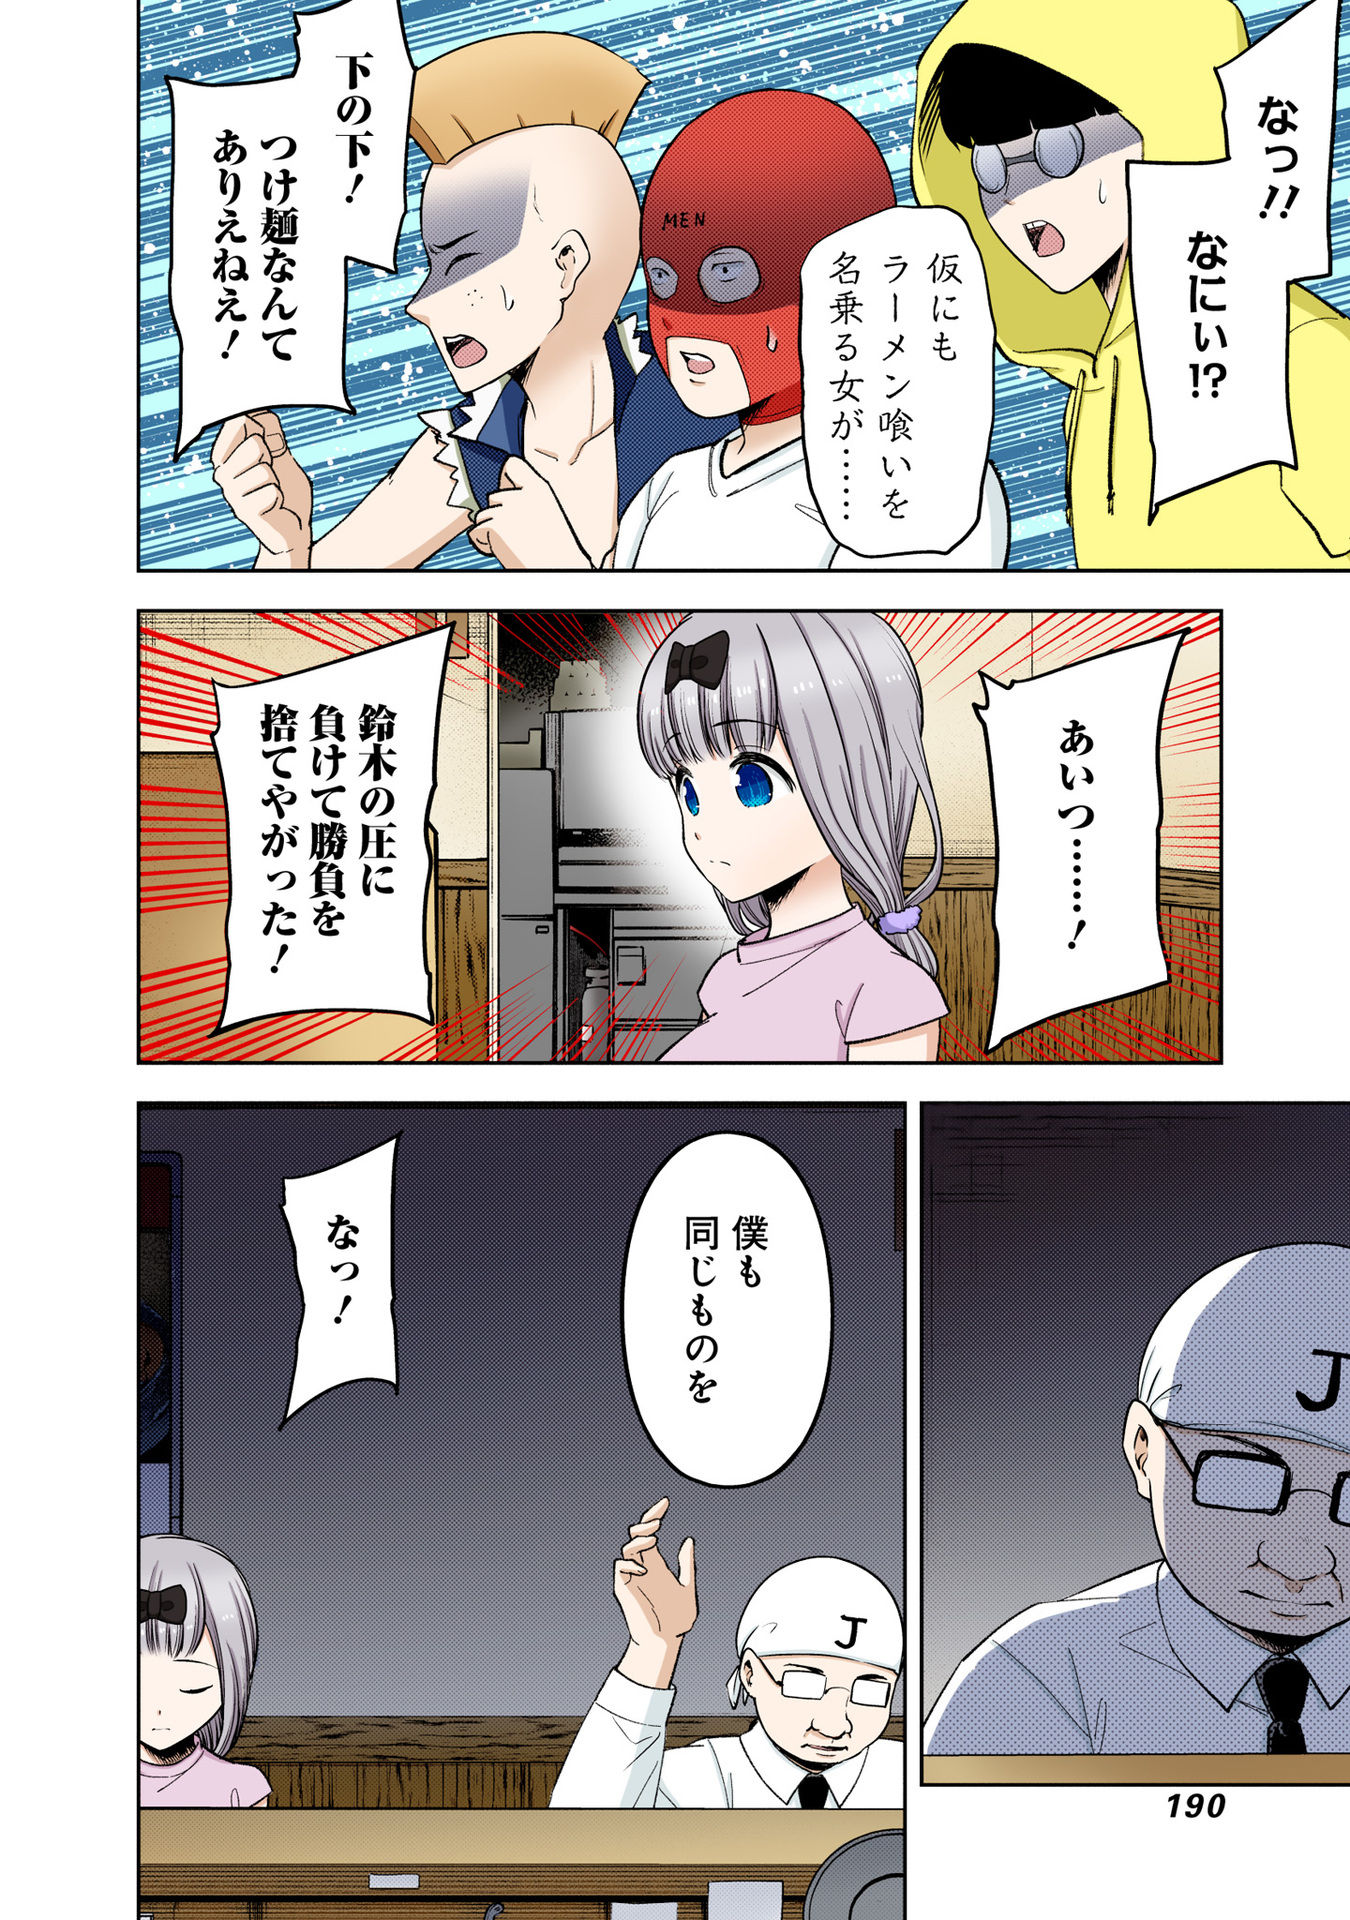 なっ!!
なにぃ!?
仮にも
ラーメン喰いを
名乗る女が……
MEN
下の下!
つけ麺なんて
ありえねえ!
あいつ……!
鈴木の圧に
負けて勝負を
捨てやがった!
J
僕も
同じものを
J
なっ!
190